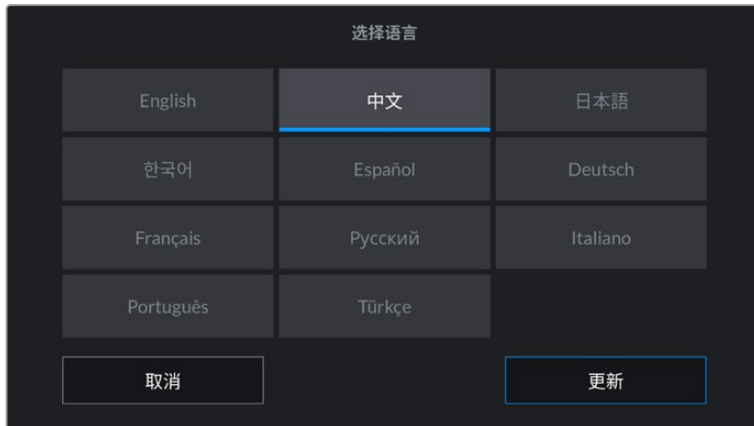 选择语言
English 中文 日本語
한국어 Español Deutsch
Français Русский Italiano
Português Türkçe
取消 更新